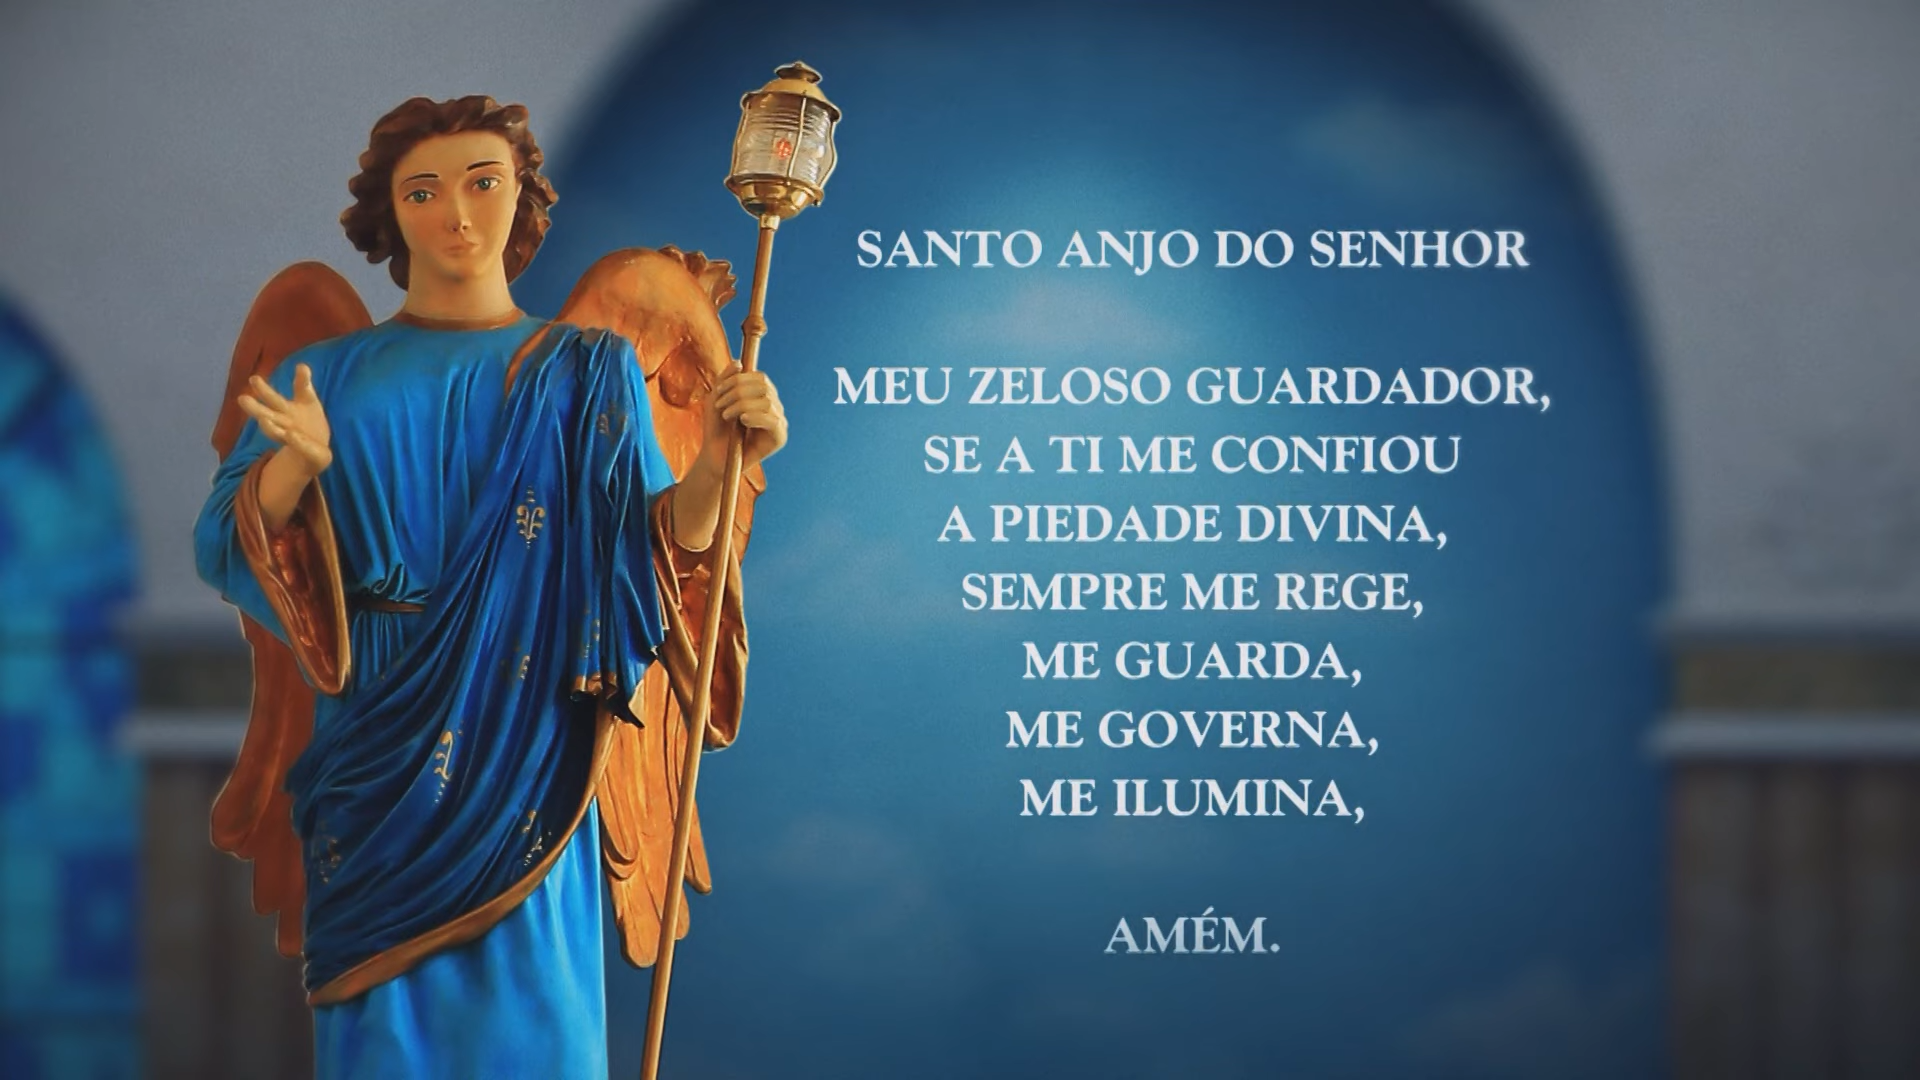 SANTO ANJO DO SENHOR
MEU ZELOSO GUARDADOR,
SE A TI ME CONFIOU
A PIEDADE DIVINA,
SEMPRE ME REGE,
ME GUARDA,
ME GOVERNA,
ME ILUMINA,
AMÉM.